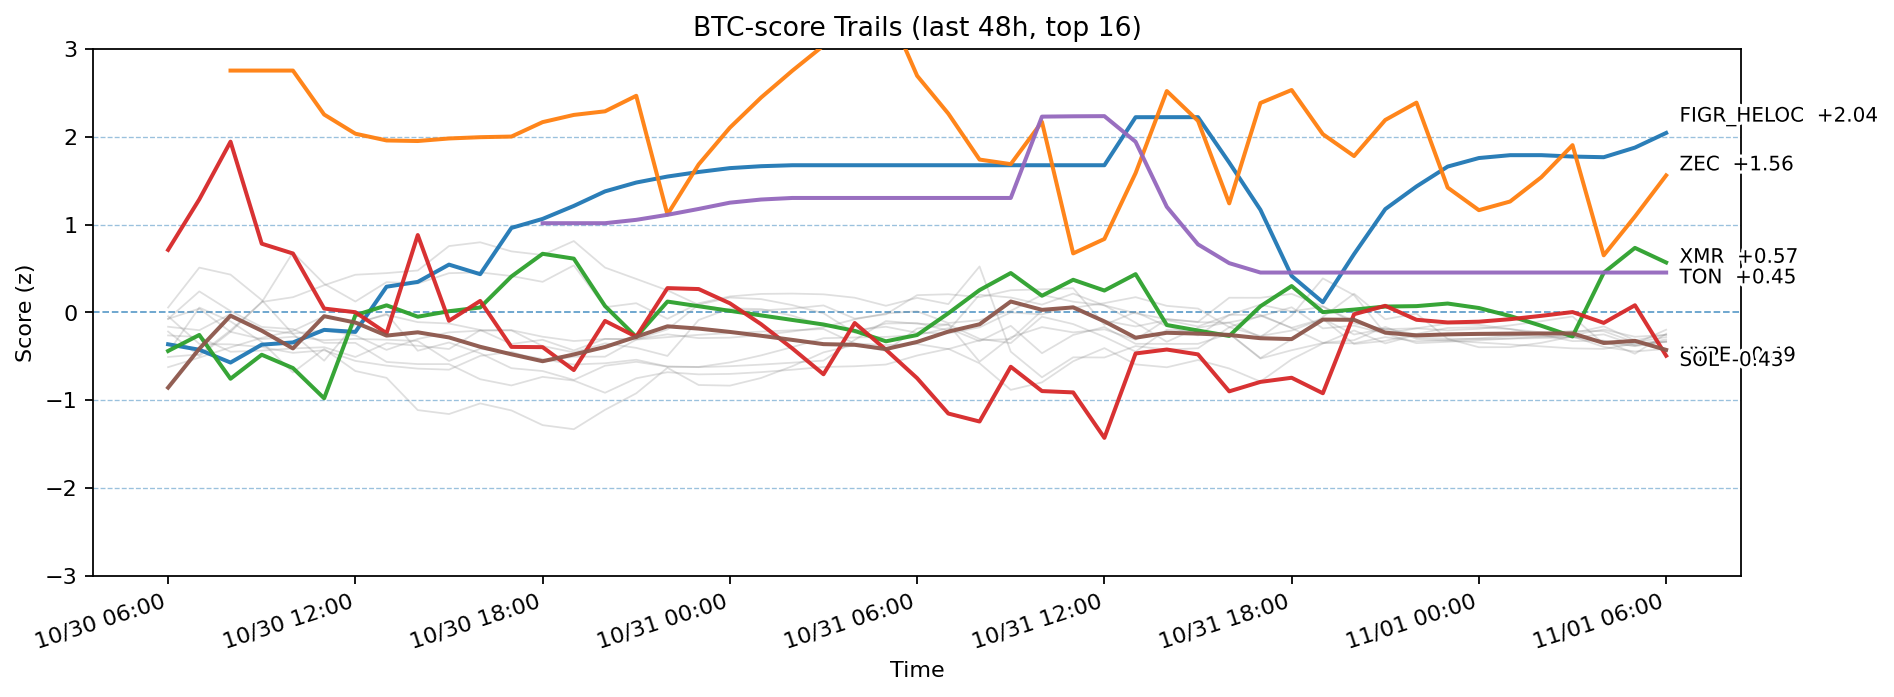 BTC-score Trails (last 48h, top 16)
Score (z)
3
2
1
0
−1
−2
−3
FIGR_HELOC +2.04
ZEC +1.56
XMR +0.57
TON +0.45
SOL −0.43
10/30 06:00
10/30 12:00
10/30 18:00
10/31 00:00
10/31 06:00
10/31 12:00
10/31 18:00
11/01 00:00
11/01 06:00
Time